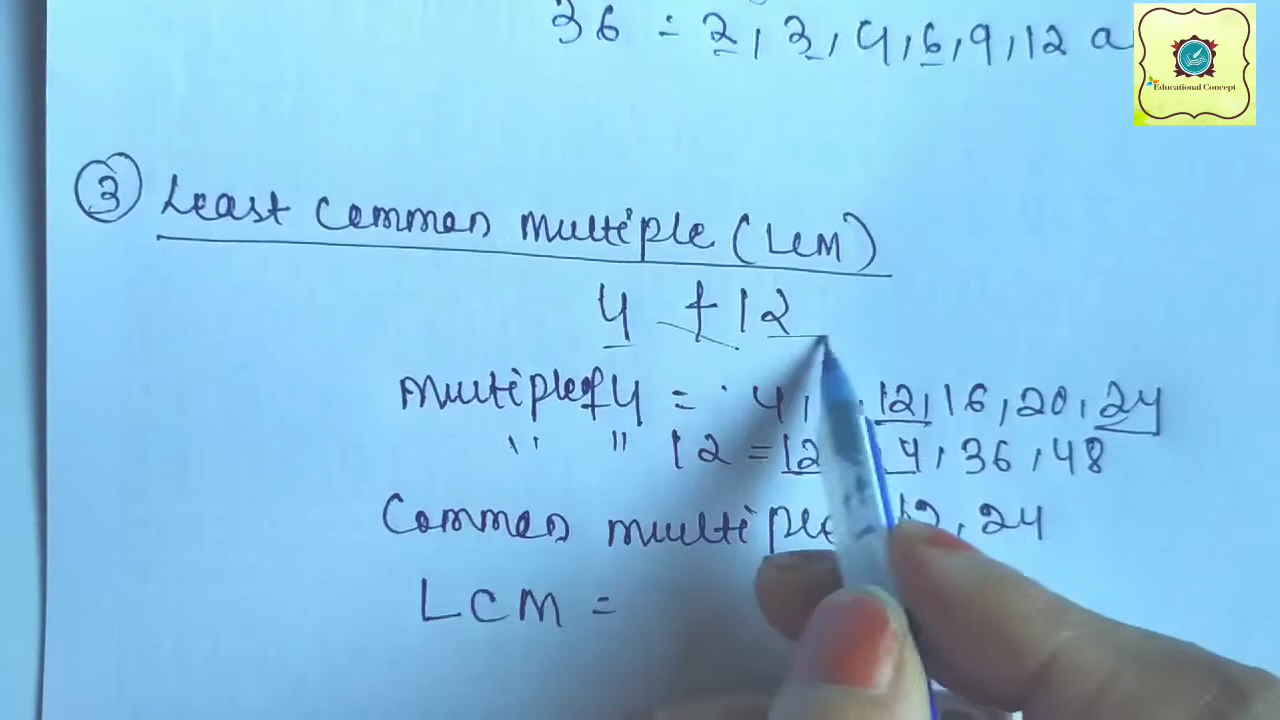 36 = 2, 3, 4, 6, 9, 12 a
Educational Concept
3 Least Common Multiple (LCM)
4 + 12
Multiple of 4 = 4, , 12, 16, 20, 24
" " 12 = 12 4, 36, 48
Common multiple 12, 24
LCM =